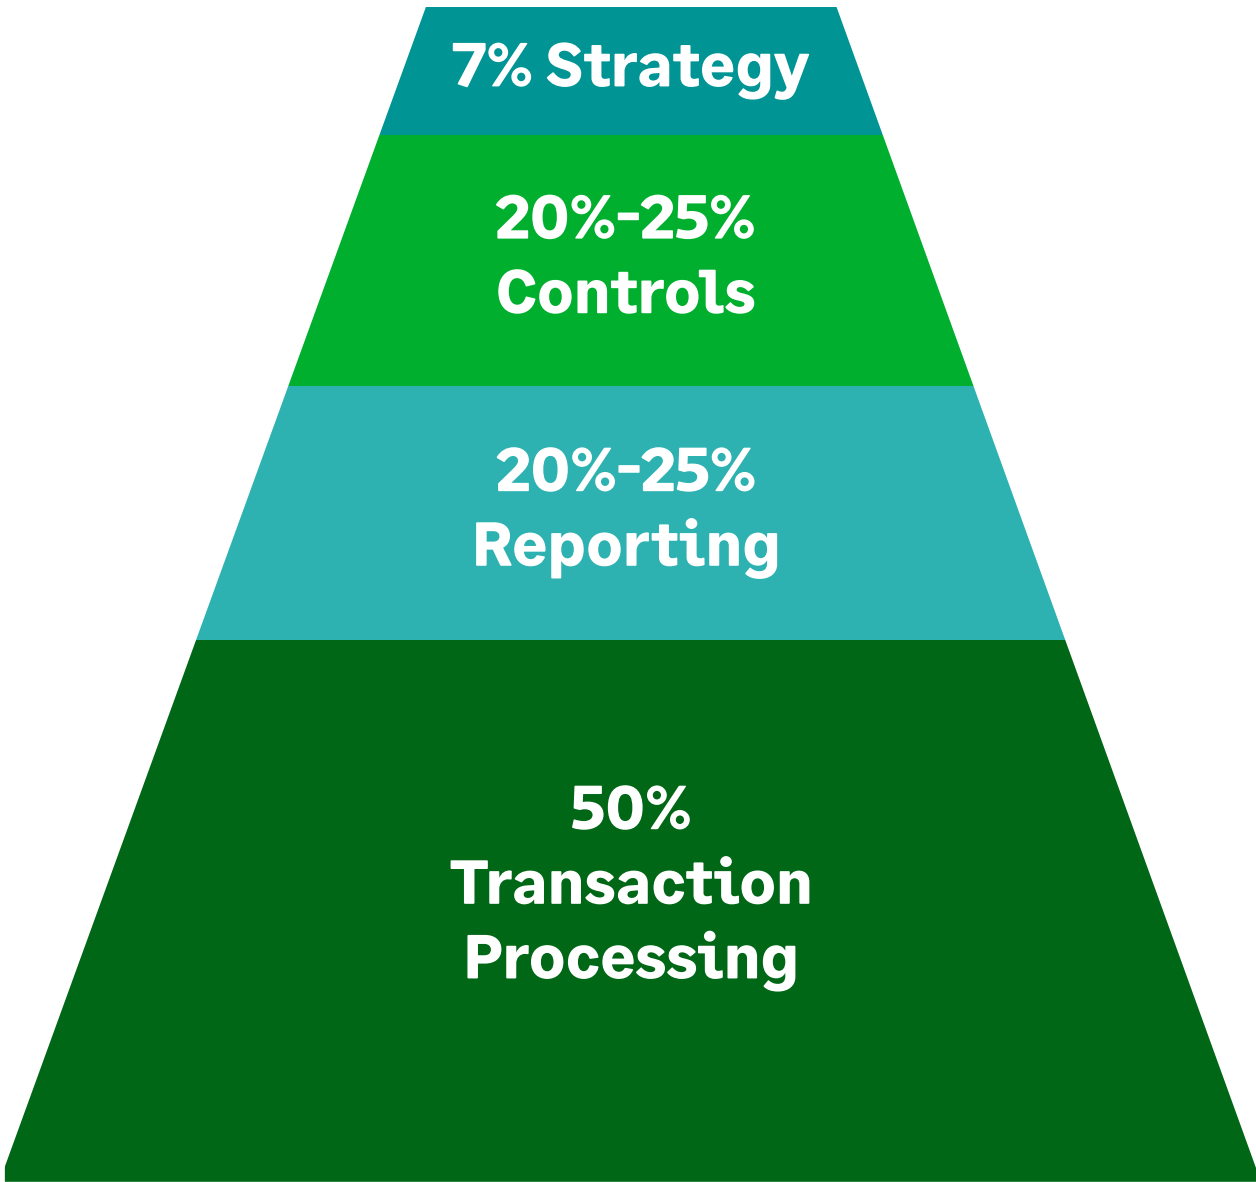 7% Strategy
20%-25%
Controls
20%-25%
Reporting
50%
Transaction
Processing